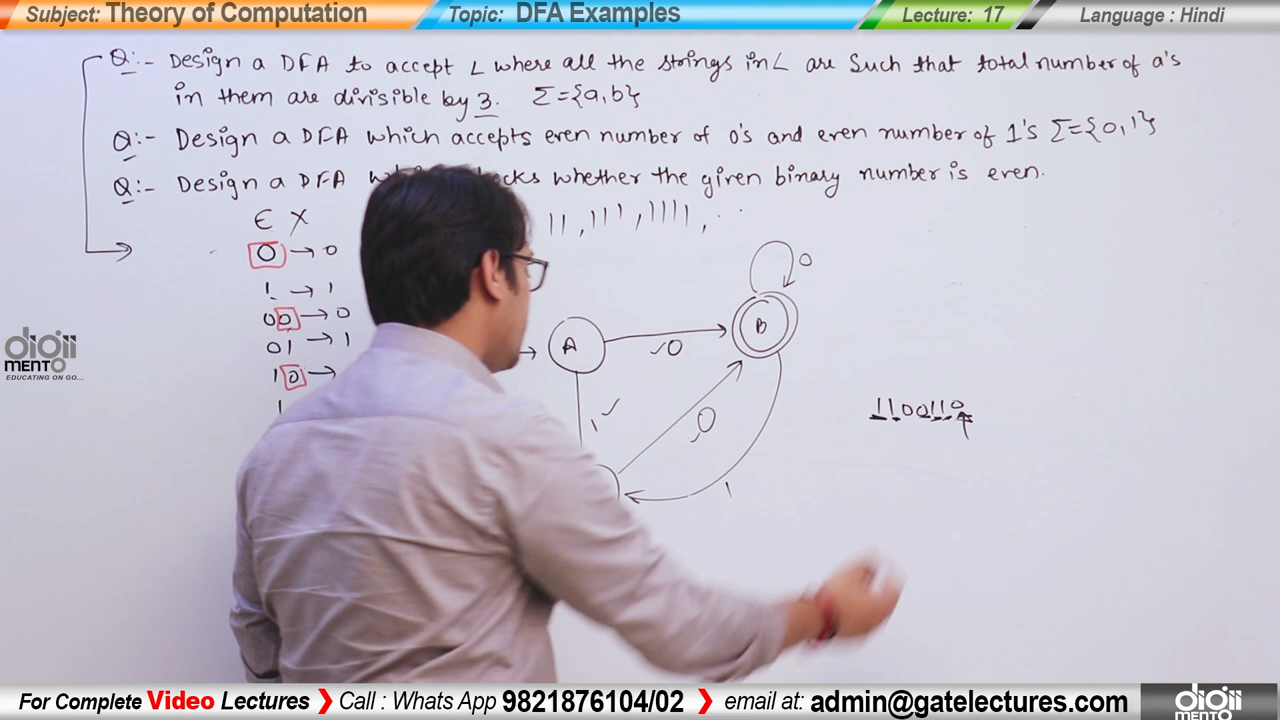 Subject: Theory of Computation
Topic: DFA Examples
Lecture: 17
Language : Hindi
Q:- Design a DFA to accept L where all the strings in L are Such that total number of a's
in them are divisible by 3. Σ={a,b}
Q:- Design a DFA which accepts even number of 0's and even number of 1's Σ={0,1}
Q:- Design a DFA whether the given binary number is even.
ϵ X
11, 111, 1111, ...
0 → 0
0
1 → 1
00 → 0
A
B
01 → 1
0
10 →
1
1100110
1
0
1
digii
MENTO
EDUCATING ON GO...
For Complete Video Lectures ❯ Call : Whats App 9821876104/02 ❯ email at: admin@gatelectures.com
digii
MENTO